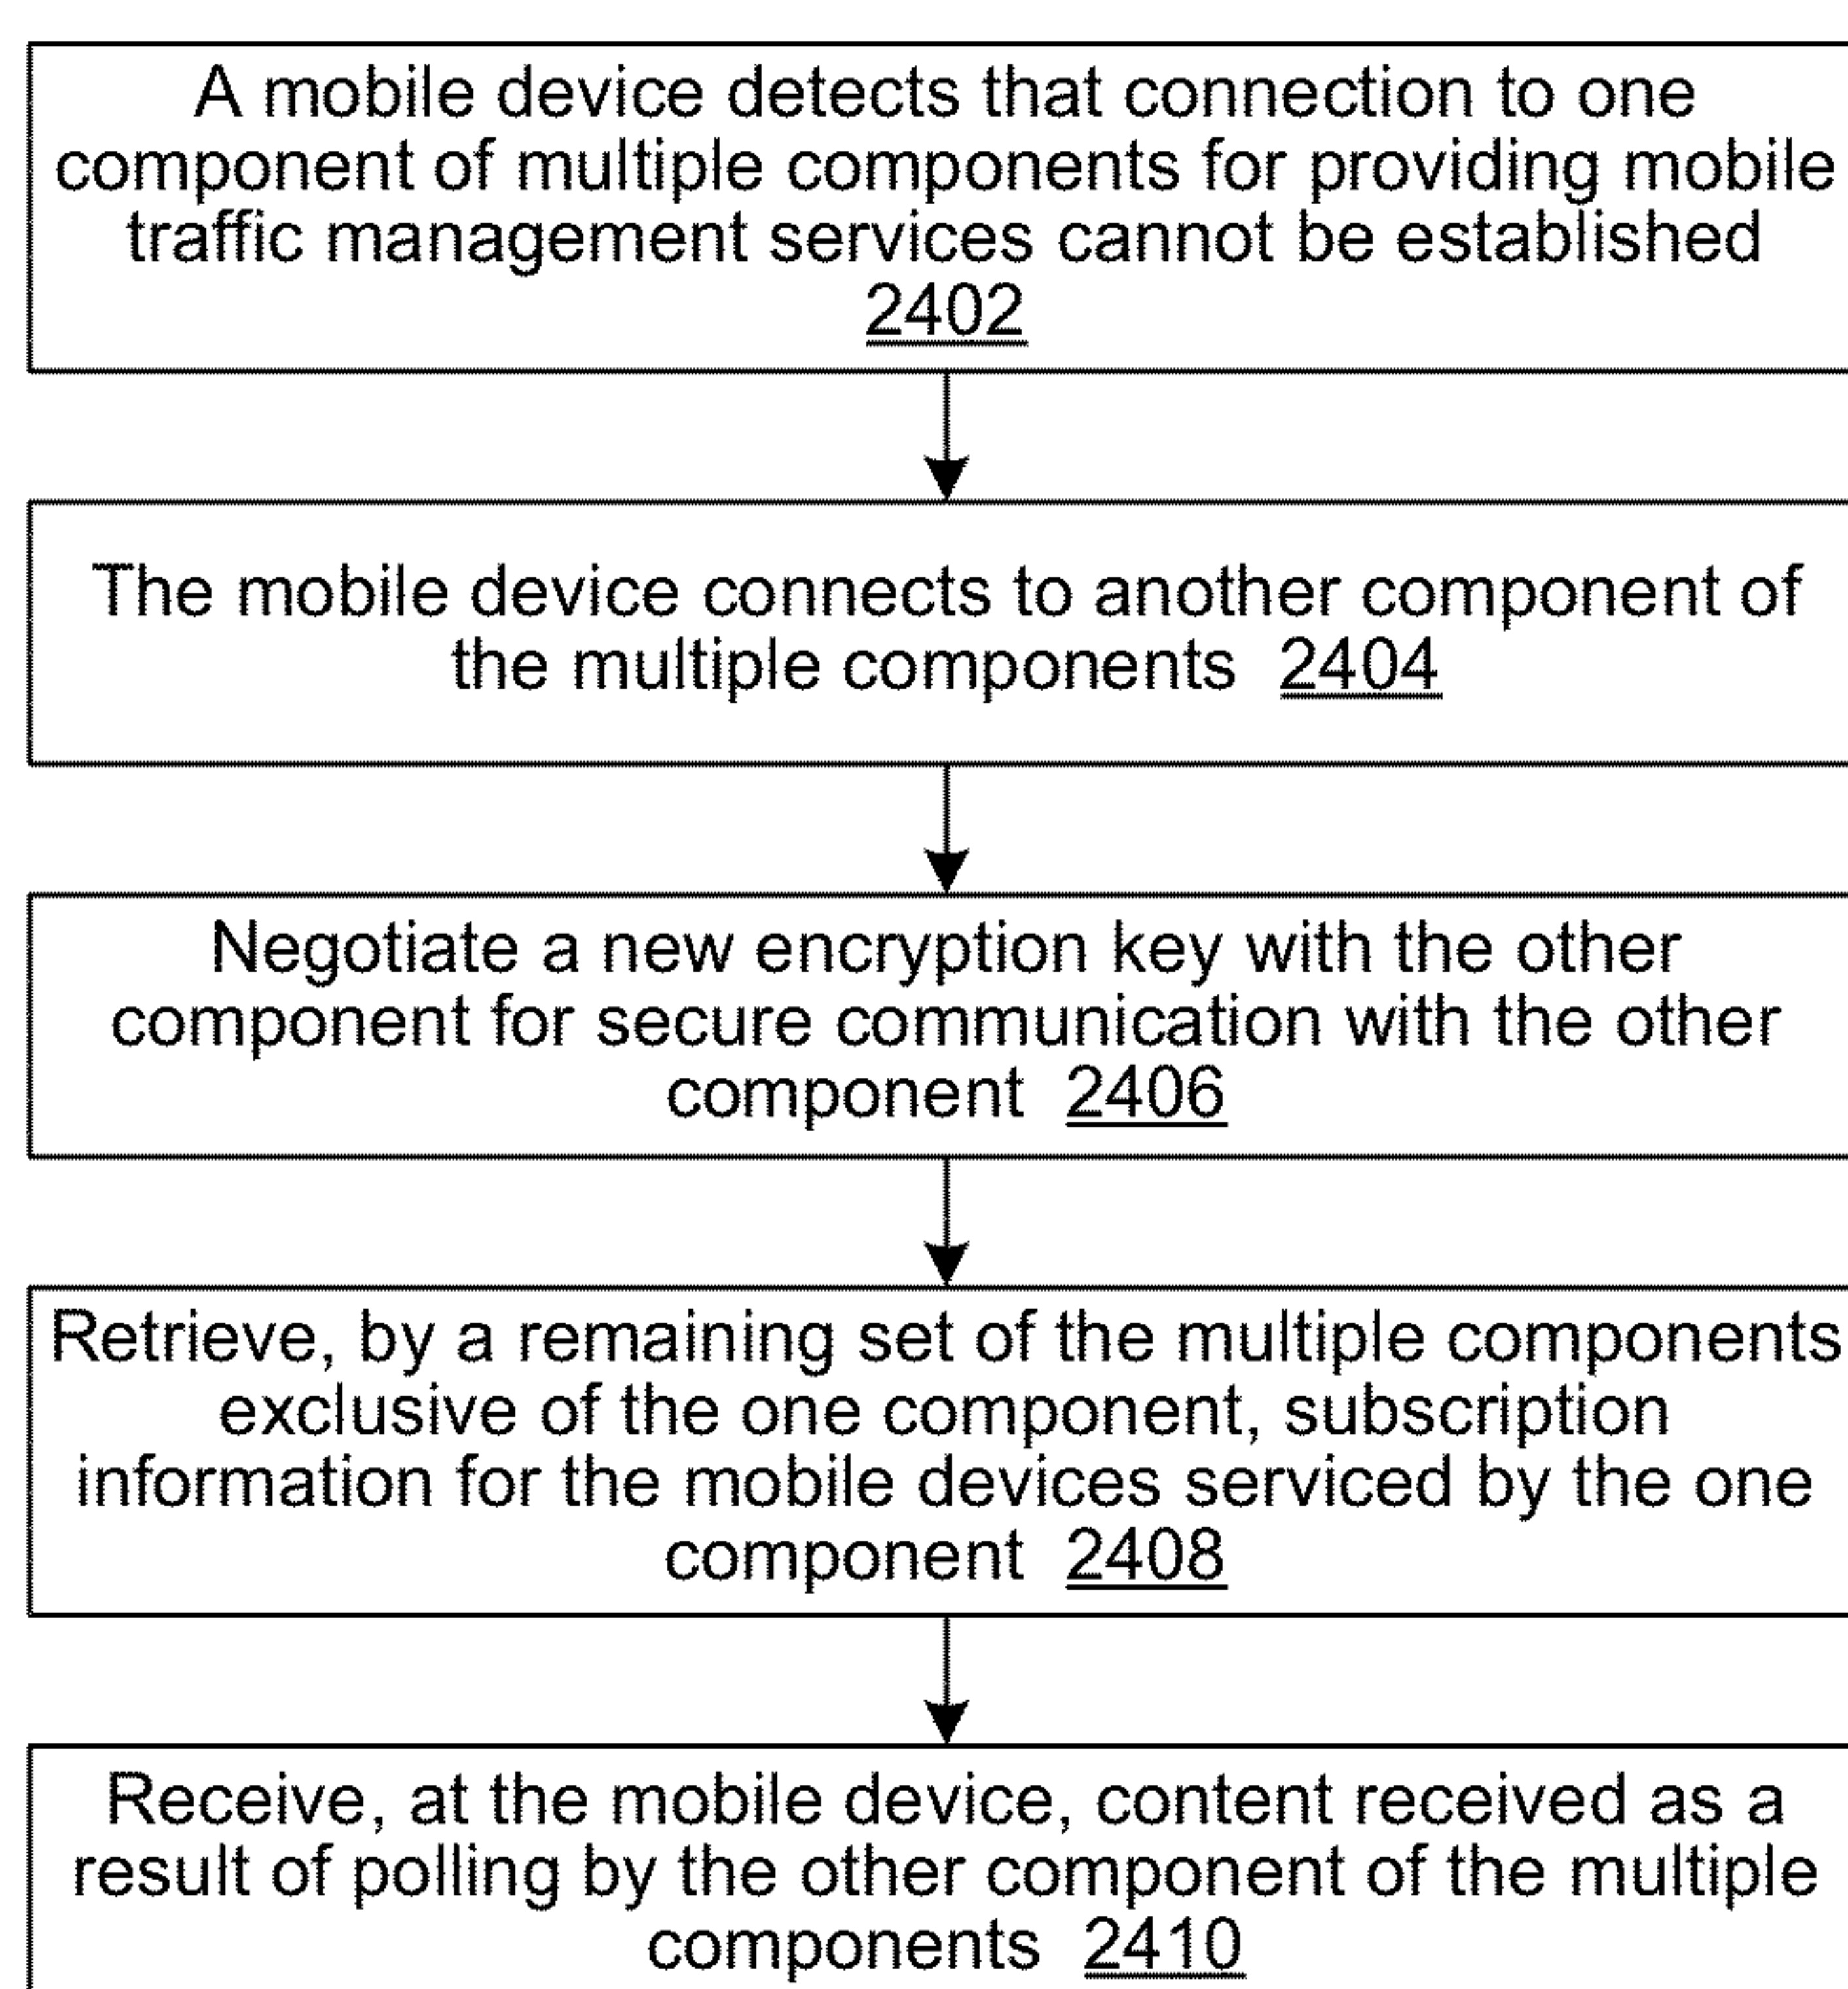 A mobile device detects that connection to one
component of multiple components for providing mobile
traffic management services cannot be established
2402
The mobile device connects to another component of
the multiple components 2404
Negotiate a new encryption key with the other
component for secure communication with the other
component 2406
Retrieve, by a remaining set of the multiple components
exclusive of the one component, subscription
information for the mobile devices serviced by the one
component 2408
Receive, at the mobile device, content received as a
result of polling by the other component of the multiple
components 2410